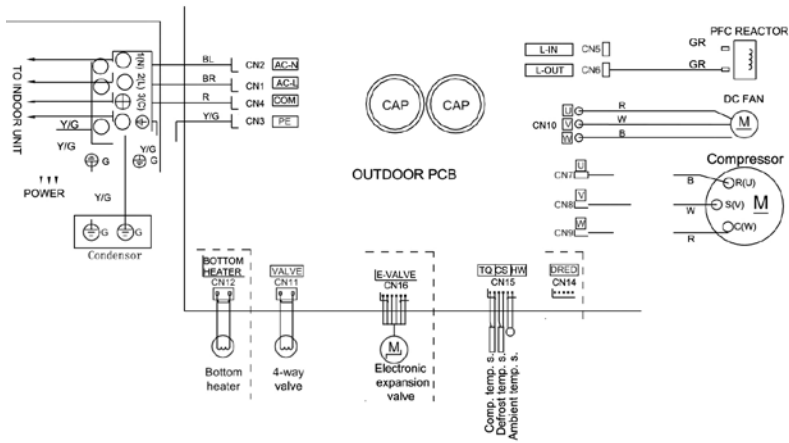 PFC REACTOR
GR
GR
L-IN CN5
L-OUT CN6
1(N)
2(L)
3(C)
BL CN2 AC-N
BR CN1 AC-L
R CN4 COM
Y/G CN3 PE
TO INDOOR UNIT
Y/G
Y/G
Y/G
G
G
POWER
Y/G
G
G
Condensor
CAP
CAP
OUTDOOR PCB
DC FAN
CN10
U
V
W
R
W
B
M
Compressor
U
CN7
V
CN8
W
CN9
B
W
R
R(U)
S(V)
C(W)
M
BOTTOM
HEATER
CN12
VALVE
CN11
E-VALVE
CN16
TQ CS HW
CN15
DRED
CN14
M
Bottom
heater
4-way
valve
Electronic
expansion
valve
Comp. temp. s.
Defrost temp. s.
Ambient temp. s.